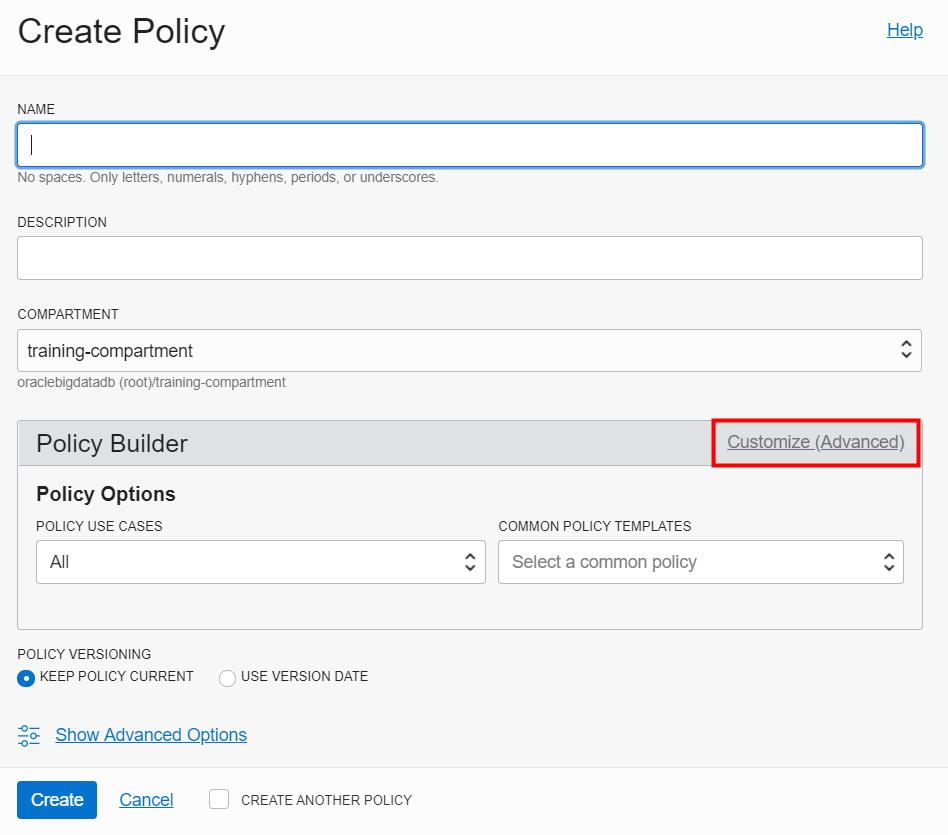 Create Policy
Help
NAME
No spaces. Only letters, numerals, hyphens, periods, or underscores.
DESCRIPTION
COMPARTMENT
training-compartment
oraclebigdatadb (root)/training-compartment
Policy Builder
Customize (Advanced)
Policy Options
POLICY USE CASES
COMMON POLICY TEMPLATES
All
Select a common policy
POLICY VERSIONING
KEEP POLICY CURRENT
USE VERSION DATE
Show Advanced Options
Create
Cancel
CREATE ANOTHER POLICY